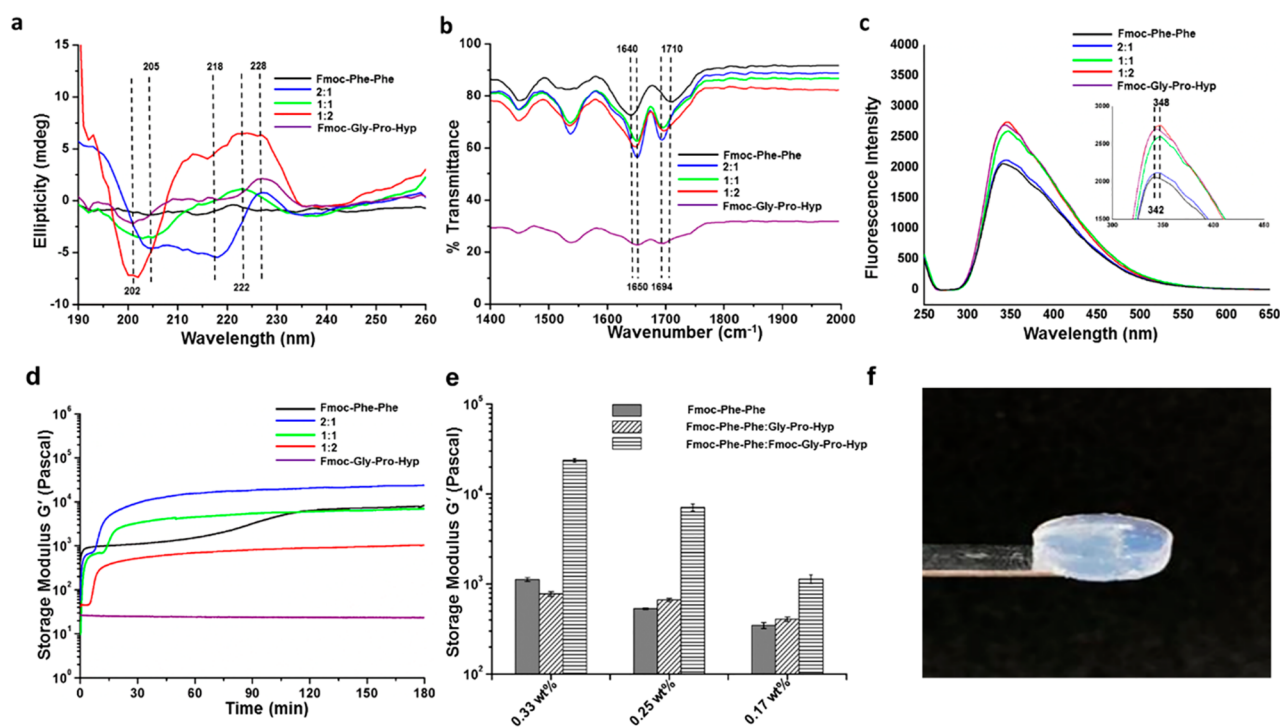 a
15
10
5
0
-5
-10
Ellipticity (mdeg)
205 218 228
202 222
Fmoc-Phe-Phe
2:1
1:1
1:2
Fmoc-Gly-Pro-Hyp
190 200 210 220 230 240 250 260
Wavelength (nm)
b
100
80
60
40
20
0
% Transmittance
1640 1710
1650 1694
Fmoc-Phe-Phe
2:1
1:1
1:2
Fmoc-Gly-Pro-Hyp
1400 1500 1600 1700 1800 1900 2000
Wavenumber (cm-1)
c
4000
3500
3000
2500
2000
1500
1000
500
0
Fluorescence Intensity
Fmoc-Phe-Phe
2:1
1:1
1:2
Fmoc-Gly-Pro-Hyp
348
342
2500
2000
1500
300 350 400 450
250 300 350 400 450 500 550 600 650
Wavelength (nm)
d
10⁶
10⁵
10⁴
10³
10²
10¹
10⁰
Storage Modulus G′ (Pascal)
Fmoc-Phe-Phe
2:1
1:1
1:2
Fmoc-Gly-Pro-Hyp
0 30 60 90 120 150 180
Time (min)
e
10⁵
10⁴
10³
10²
Storage Modulus G′ (Pascal)
Fmoc-Phe-Phe
Fmoc-Phe-Phe:Gly-Pro-Hyp
Fmoc-Phe-Phe:Fmoc-Gly-Pro-Hyp
0.33 wt% 0.25 wt% 0.17 wt%
f